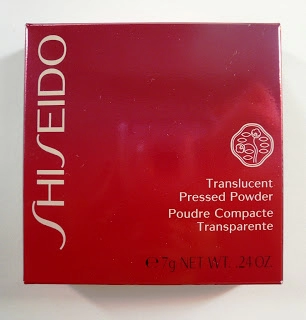 SHISEIDO
Translucent
Pressed Powder
Poudre Compacte
Transparente
℮ 7g NET WT. .24 OZ.